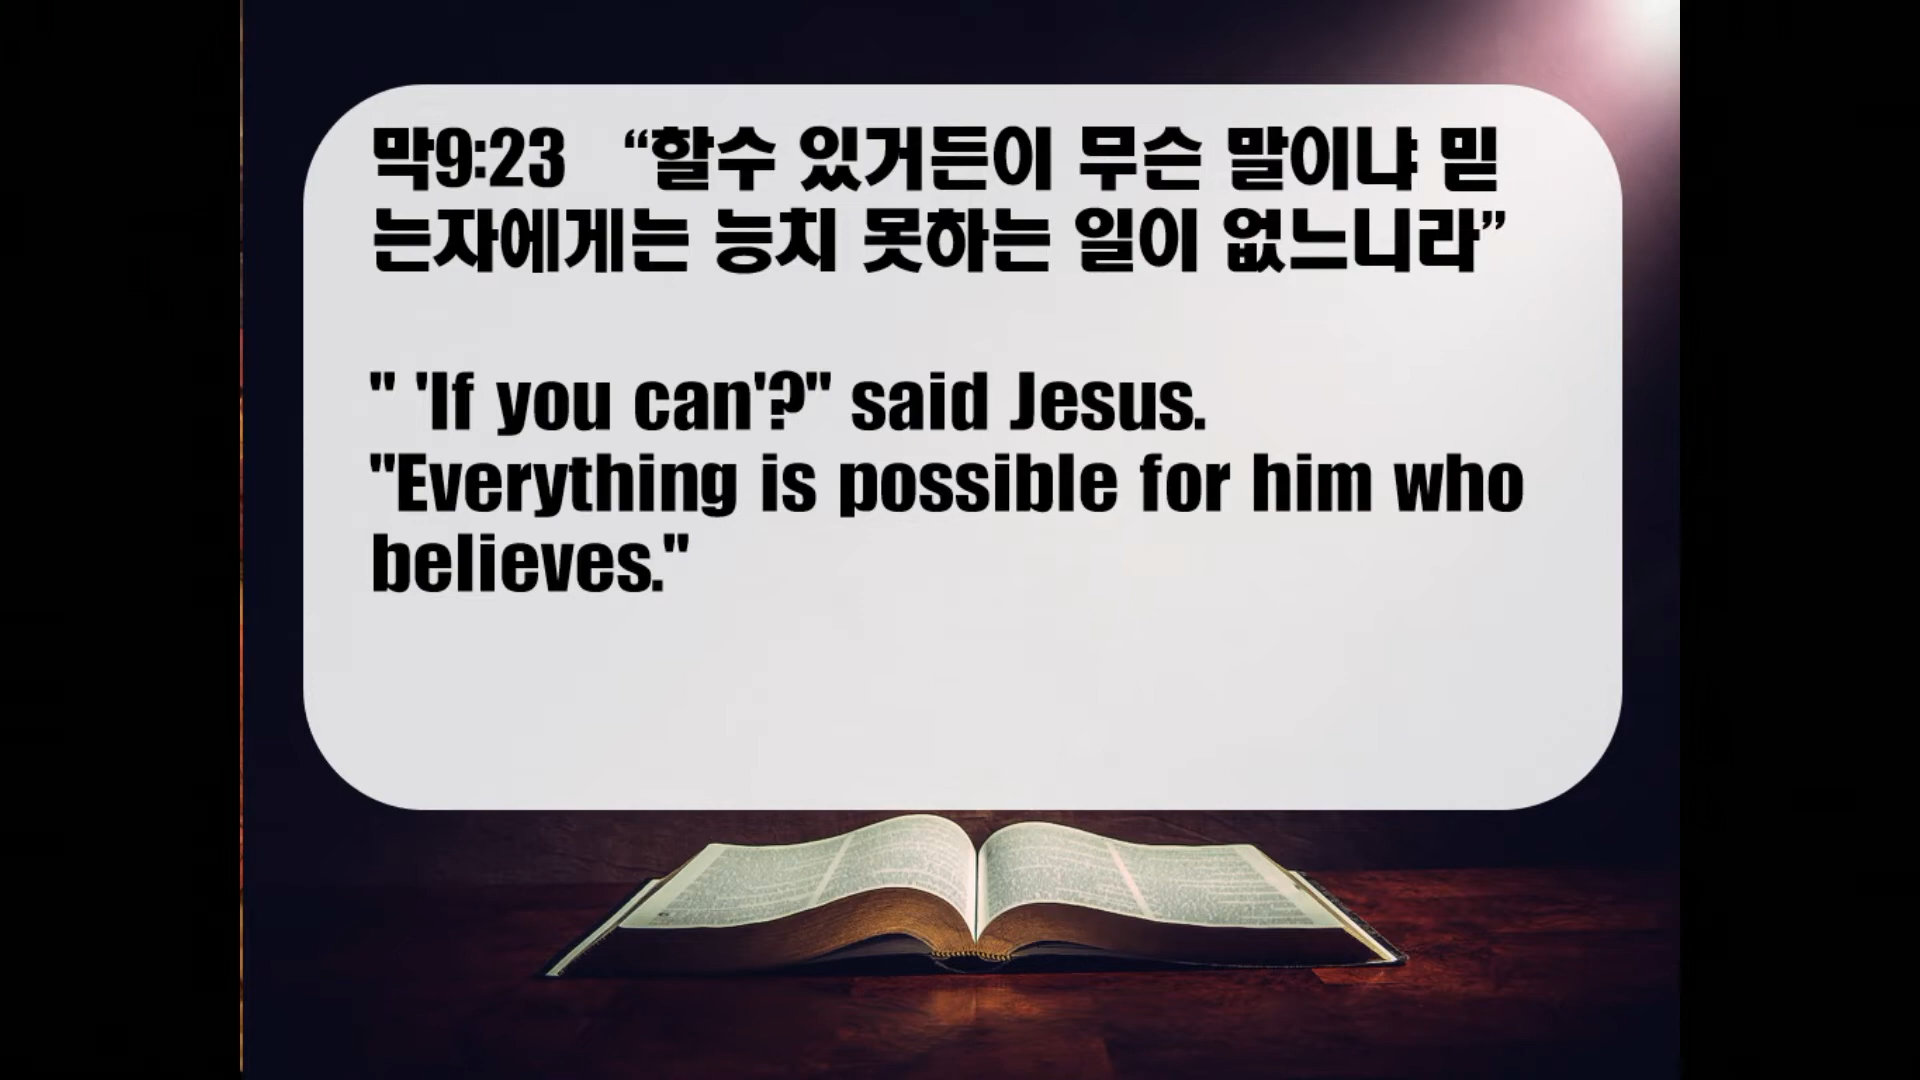 막9:23 “할수 있거든이 무슨 말이냐 믿
는자에게는 능치 못하는 일이 없느니라”
" 'If you can'?" said Jesus.
"Everything is possible for him who
believes."